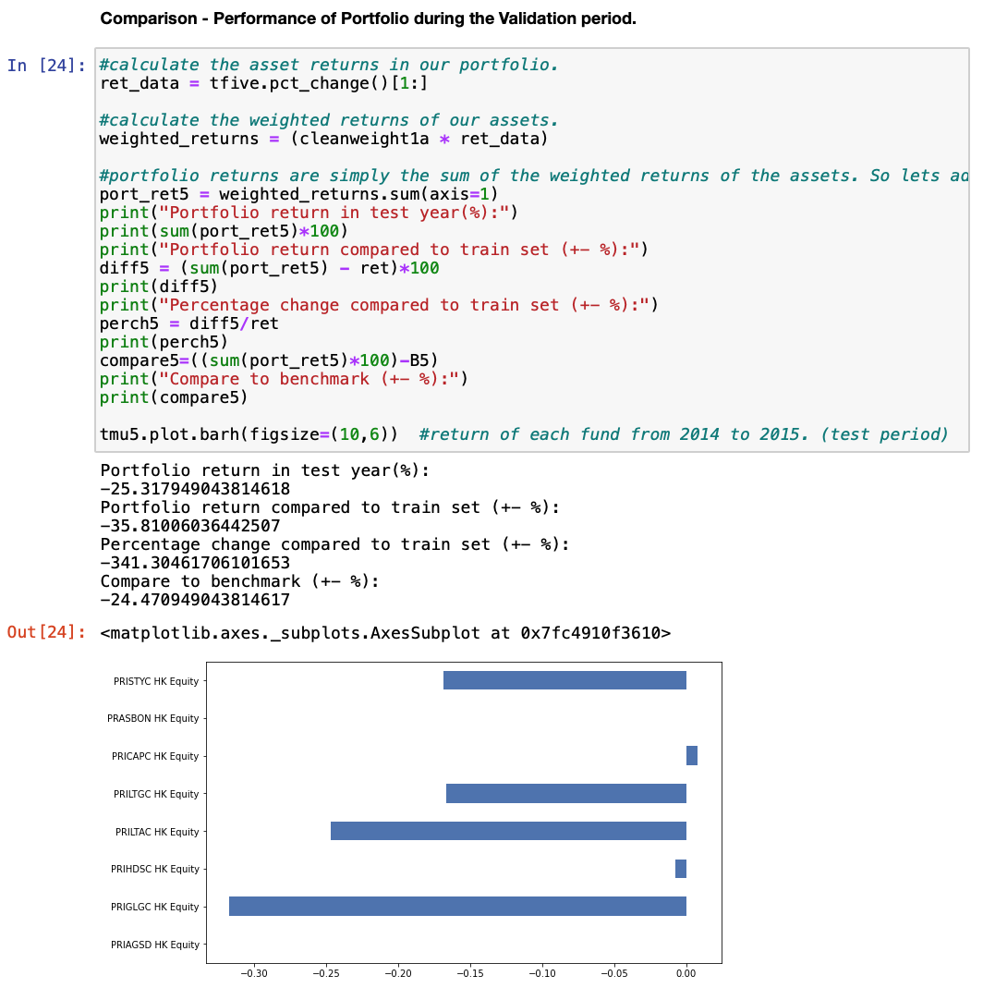 Comparison - Performance of Portfolio during the Validation period.
In [24]:
#calculate the asset returns in our portfolio.
ret_data = tfive.pct_change()[1:]
#calculate the weighted returns of our assets.
weighted_returns = (cleanweight1a * ret_data)
#portfolio returns are simply the sum of the weighted returns of the assets. So lets ad
port_ret5 = weighted_returns.sum(axis=1)
print("Portfolio return in test year(%):")
print(sum(port_ret5)*100)
print("Portfolio return compared to train set (+- %):")
diff5 = (sum(port_ret5) - ret)*100
print(diff5)
print("Percentage change compared to train set (+- %):")
perch5 = diff5/ret
print(perch5)
compare5=((sum(port_ret5)*100)-B5)
print("Compare to benchmark (+- %):")
print(compare5)
tmu5.plot.barh(figsize=(10,6))  #return of each fund from 2014 to 2015. (test period)
Portfolio return in test year(%):
-25.317949043814618
Portfolio return compared to train set (+- %):
-35.81006036442507
Percentage change compared to train set (+- %):
-341.30461706101653
Compare to benchmark (+- %):
-24.470949043814617
Out[24]: <matplotlib.axes._subplots.AxesSubplot at 0x7fc4910f3610>
PRISTYC HK Equity
PRASBON HK Equity
PRICAPC HK Equity
PRILTGC HK Equity
PRILTAC HK Equity
PRIHDSC HK Equity
PRIGLGC HK Equity
PRIAGSD HK Equity
−0.30 −0.25 −0.20 −0.15 −0.10 −0.05 0.00